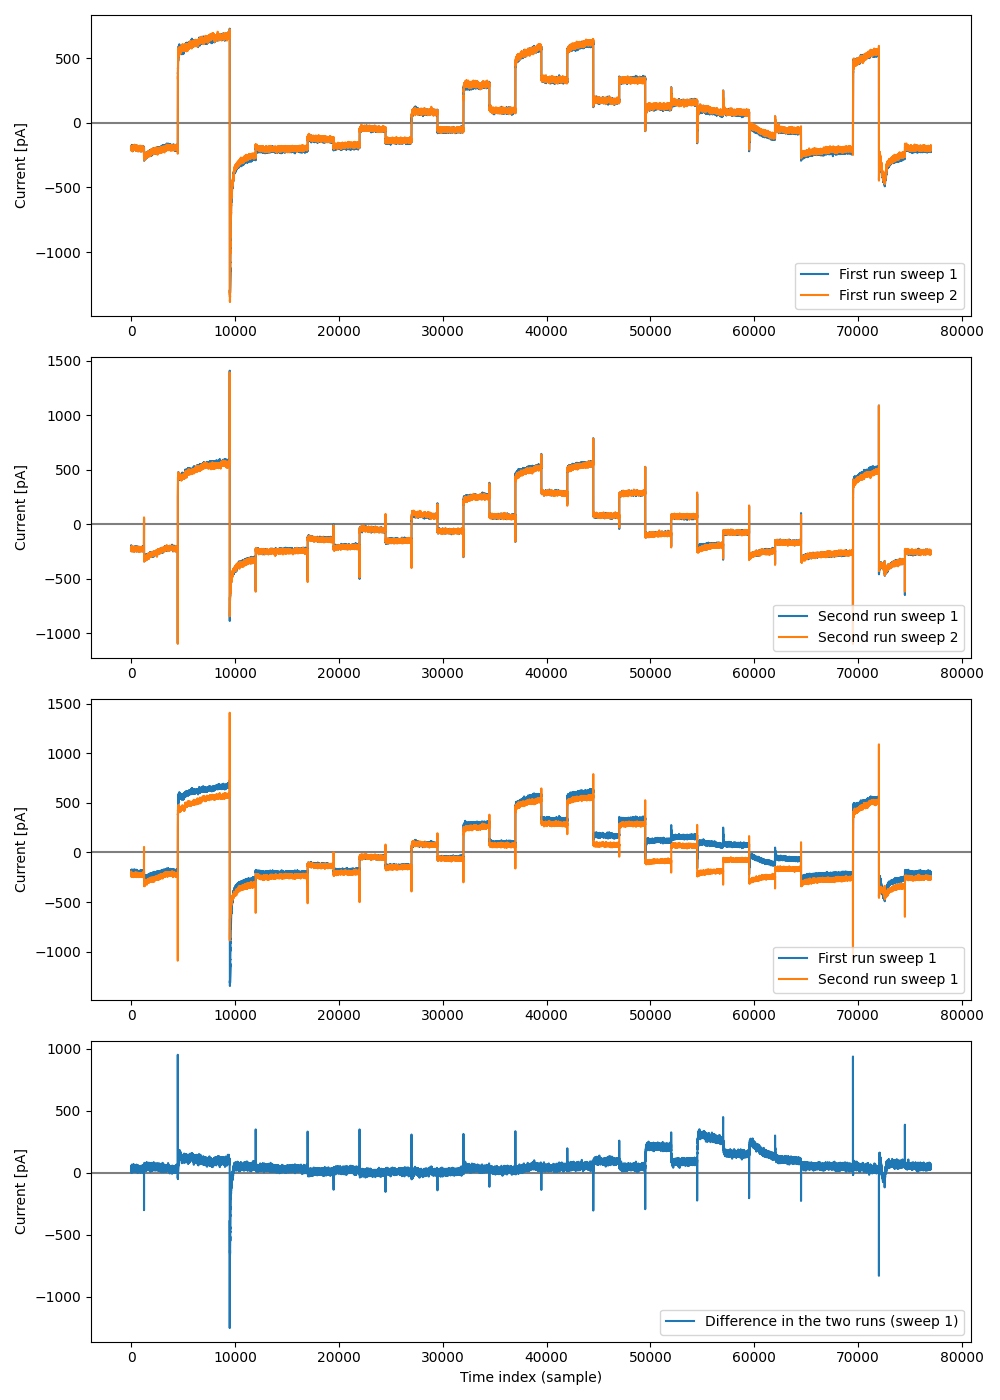 500
0
−500
−1000
Current [pA]
First run sweep 1
First run sweep 2
0 10000 20000 30000 40000 50000 60000 70000 80000
1500
1000
500
0
−500
−1000
Current [pA]
Second run sweep 1
Second run sweep 2
0 10000 20000 30000 40000 50000 60000 70000 80000
1500
1000
500
0
−500
−1000
Current [pA]
First run sweep 1
Second run sweep 1
0 10000 20000 30000 40000 50000 60000 70000 80000
1000
500
0
−500
−1000
Current [pA]
Difference in the two runs (sweep 1)
0 10000 20000 30000 40000 50000 60000 70000 80000
Time index (sample)